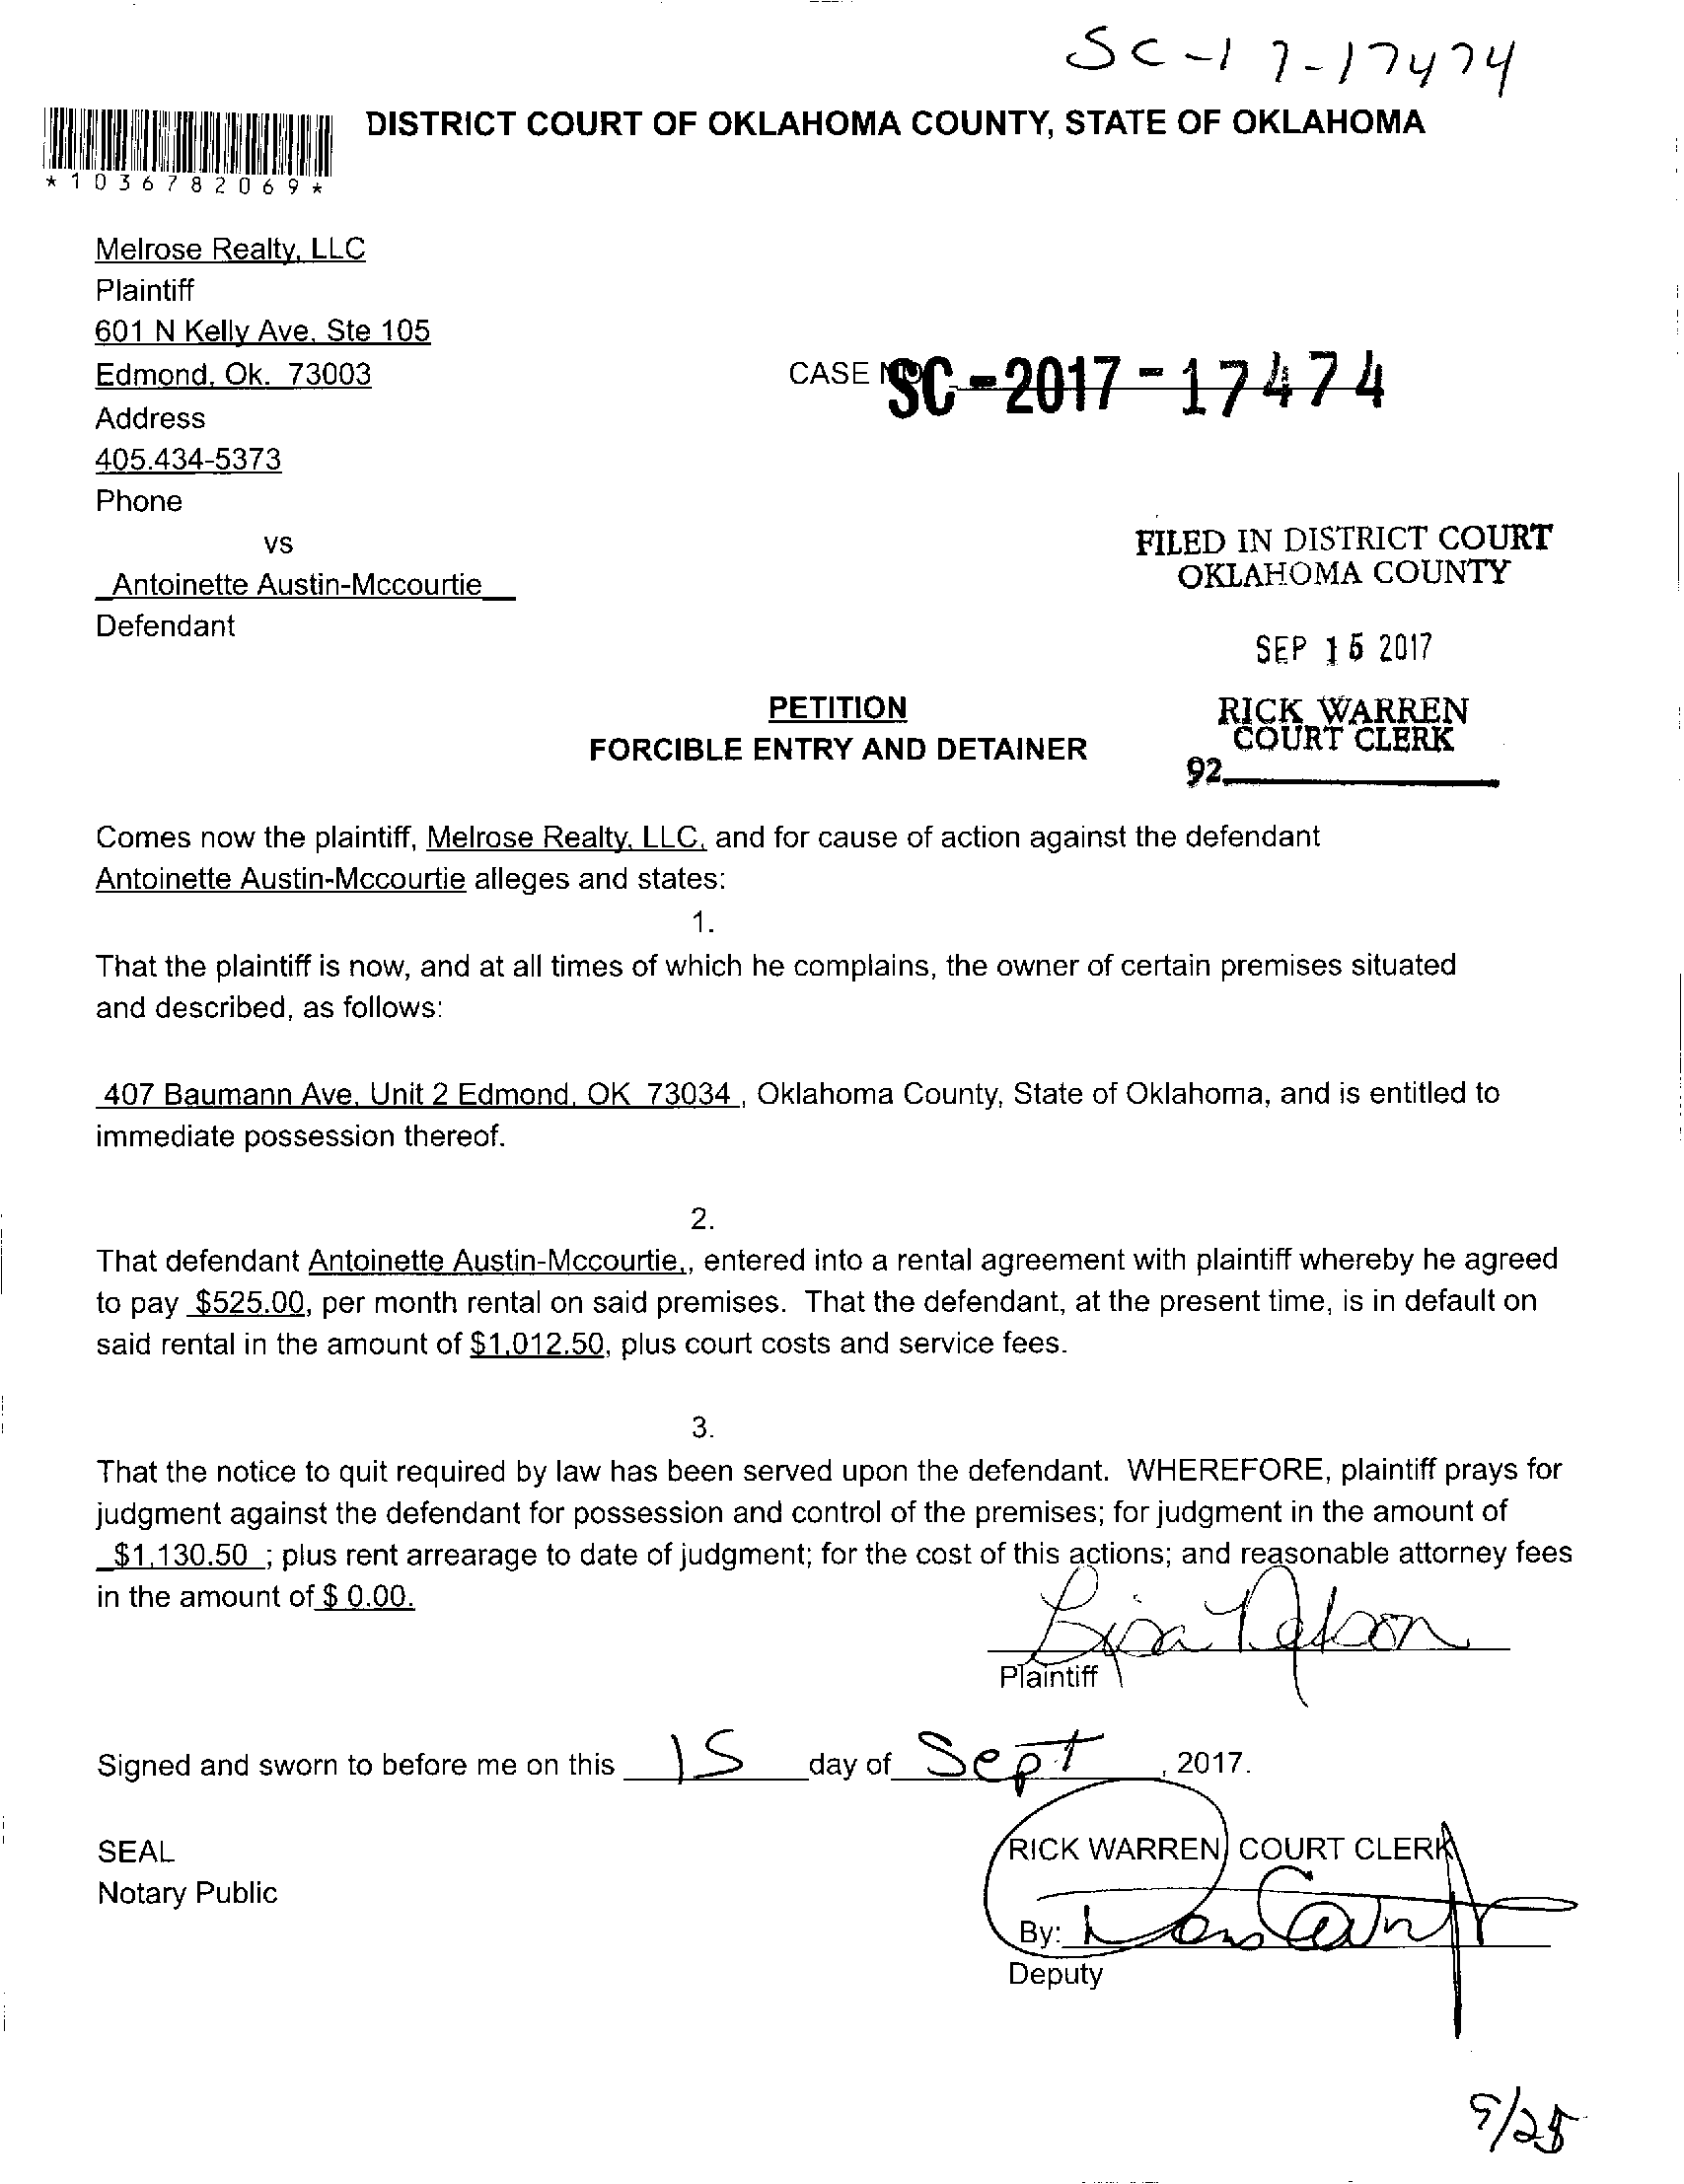 SC-17-17474
DISTRICT COURT OF OKLAHOMA COUNTY, STATE OF OKLAHOMA
*1036782069*
Melrose Realty, LLC
Plaintiff
601 N Kelly Ave, Ste 105
Edmond, Ok. 73003
Address
405.434-5373
Phone
CASE NO SC-2017-17474
vs
Antoinette Austin-Mccourtie
Defendant
FILED IN DISTRICT COURT
OKLAHOMA COUNTY
SEP 15 2017
RICK WARREN
COURT CLERK
92
PETITION
FORCIBLE ENTRY AND DETAINER
Comes now the plaintiff, Melrose Realty, LLC, and for cause of action against the defendant
Antoinette Austin-Mccourtie alleges and states:
1.
That the plaintiff is now, and at all times of which he complains, the owner of certain premises situated
and described, as follows:
407 Baumann Ave, Unit 2 Edmond, OK 73034 , Oklahoma County, State of Oklahoma, and is entitled to
immediate possession thereof.
2.
That defendant Antoinette Austin-Mccourtie,, entered into a rental agreement with plaintiff whereby he agreed
to pay $525.00, per month rental on said premises. That the defendant, at the present time, is in default on
said rental in the amount of $1,012.50, plus court costs and service fees.
3.
That the notice to quit required by law has been served upon the defendant. WHEREFORE, plaintiff prays for
judgment against the defendant for possession and control of the premises; for judgment in the amount of
$1,130.50 ; plus rent arrearage to date of judgment; for the cost of this actions; and reasonable attorney fees
in the amount of $ 0.00.
Lisa Nelson
Plaintiff
Signed and sworn to before me on this 15 day of Sept, 2017.
SEAL
Notary Public
RICK WARREN, COURT CLERK
By:
Deputy
9/25